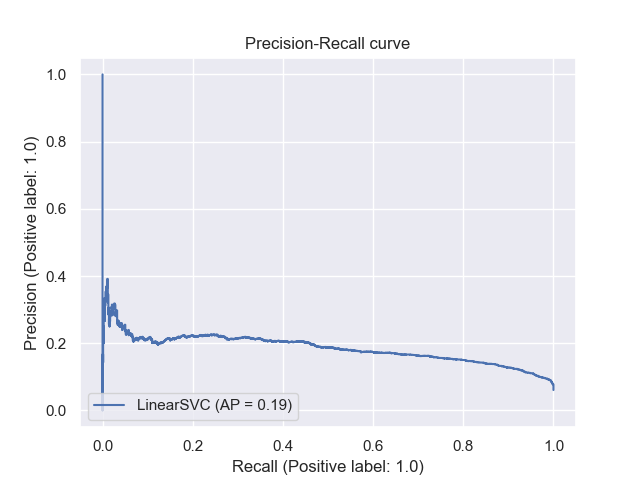 Precision-Recall curve
Precision (Positive label: 1.0)
1.0
0.8
0.6
0.4
0.2
0.0
LinearSVC (AP = 0.19)
0.0 0.2 0.4 0.6 0.8 1.0
Recall (Positive label: 1.0)